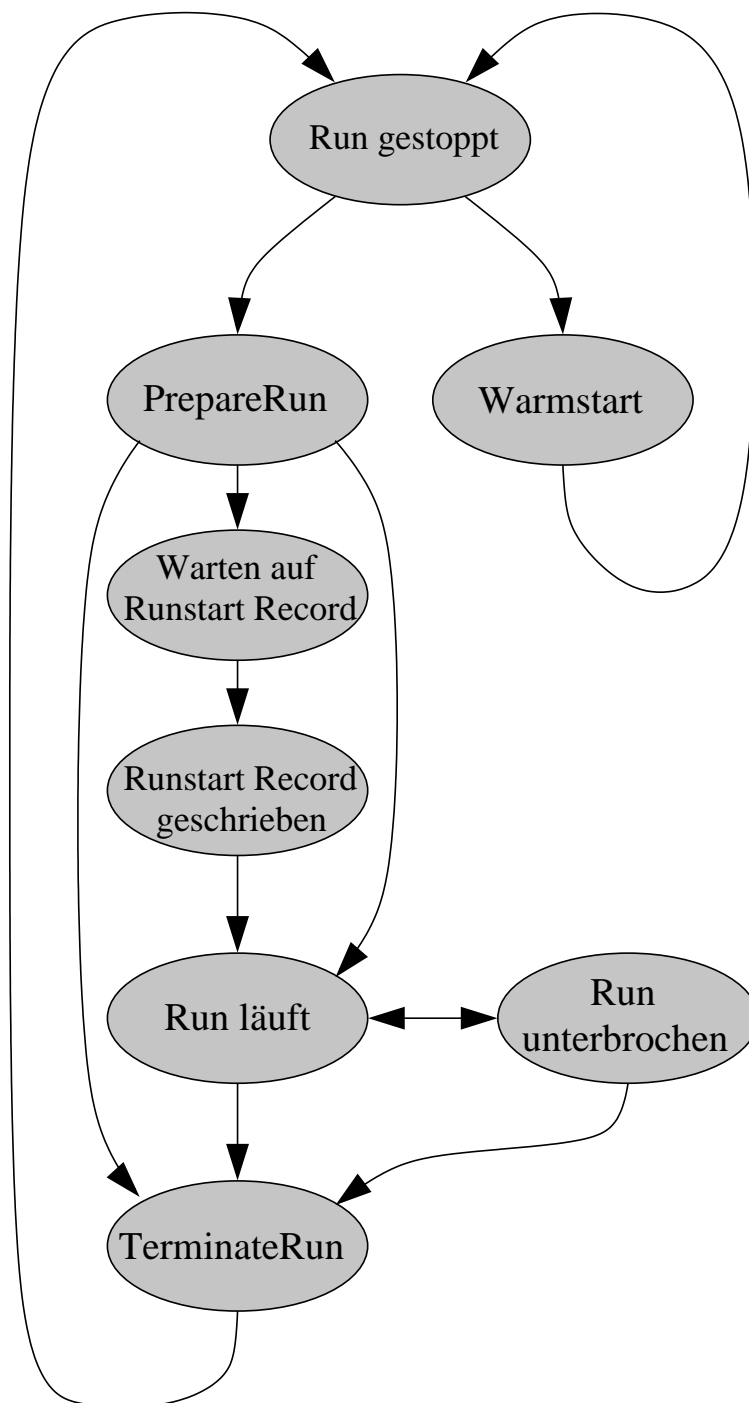 Run gestoppt
PrepareRun
Warmstart
Warten auf
Runstart Record
Runstart Record
geschrieben
Run läuft
Run
unterbrochen
TerminateRun